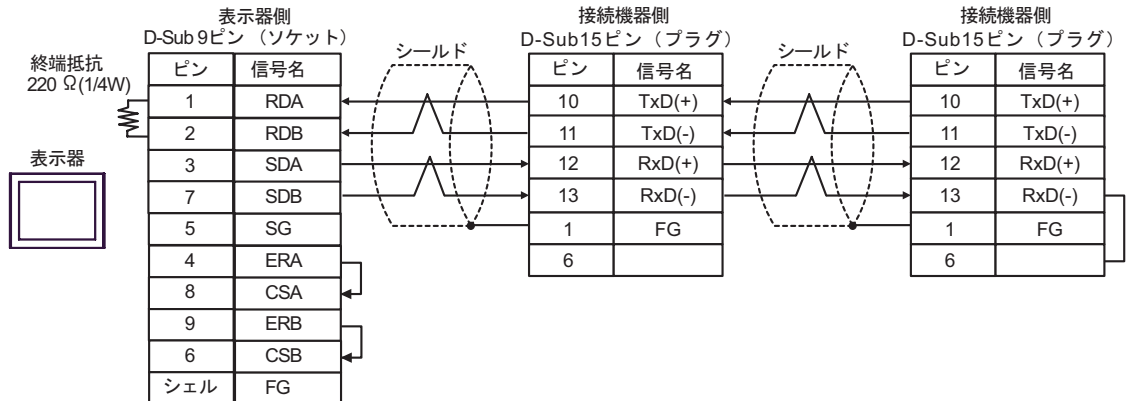 表示器側
D-Sub 9ピン （ソケット）
終端抵抗
220 Ω(1/4W)
表示器
ピン 信号名
1 RDA
2 RDB
3 SDA
7 SDB
5 SG
4 ERA
8 CSA
9 ERB
6 CSB
シェル FG
シールド
接続機器側
D-Sub15ピン（プラグ）
ピン 信号名
10 TxD(+)
11 TxD(-)
12 RxD(+)
13 RxD(-)
1 FG
6
シールド
接続機器側
D-Sub15ピン（プラグ）
ピン 信号名
10 TxD(+)
11 TxD(-)
12 RxD(+)
13 RxD(-)
1 FG
6